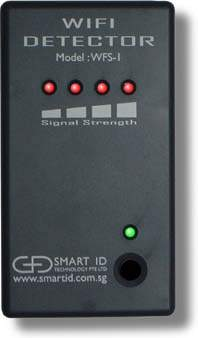 WIFI
DETECTOR
Model : WFS-1
Signal Strength
SMART ID
TECHNOLOGY PTE LTD
www.smartid.com.sg